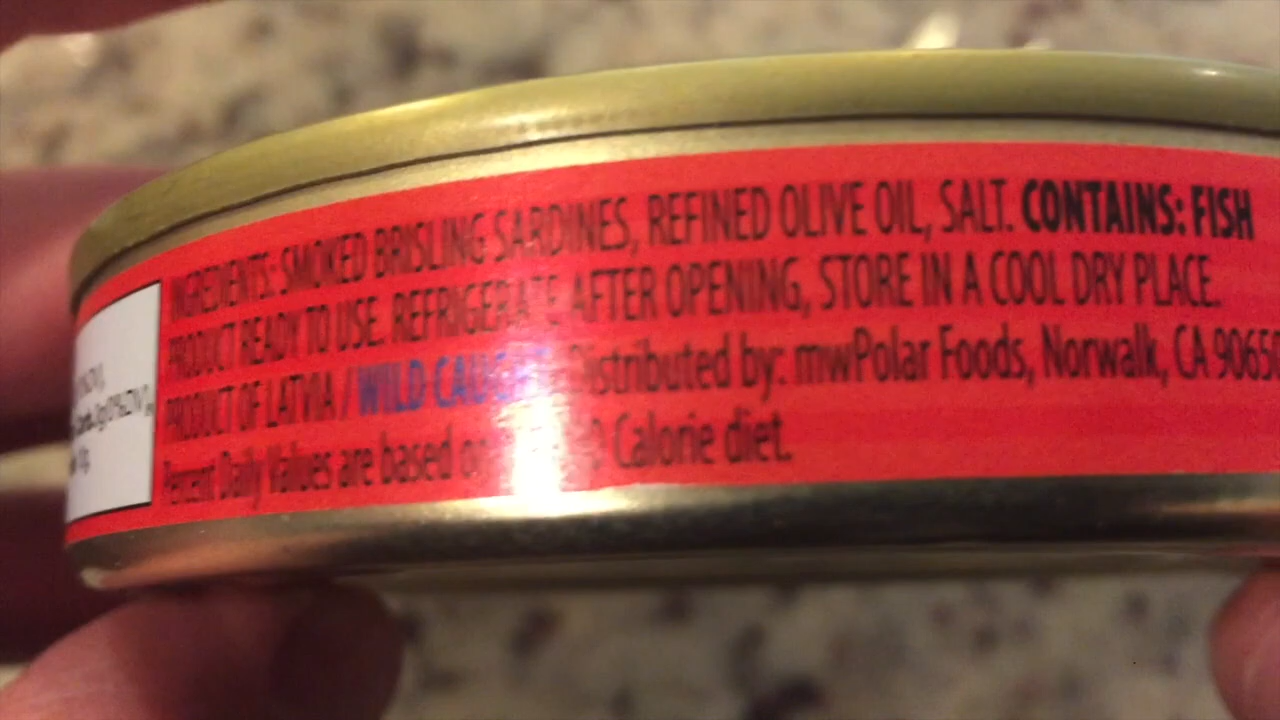 INGREDIENTS: SMOKED BRISLING SARDINES, REFINED OLIVE OIL, SALT. CONTAINS: FISH
PRODUCT READY TO USE. REFRIGERATE AFTER OPENING, STORE IN A COOL DRY PLACE.
PRODUCT OF LATVIA / WILD CAUGHT Distributed by: mwPolar Foods, Norwalk, CA 90650
Percent Daily Values are based on Calorie diet.